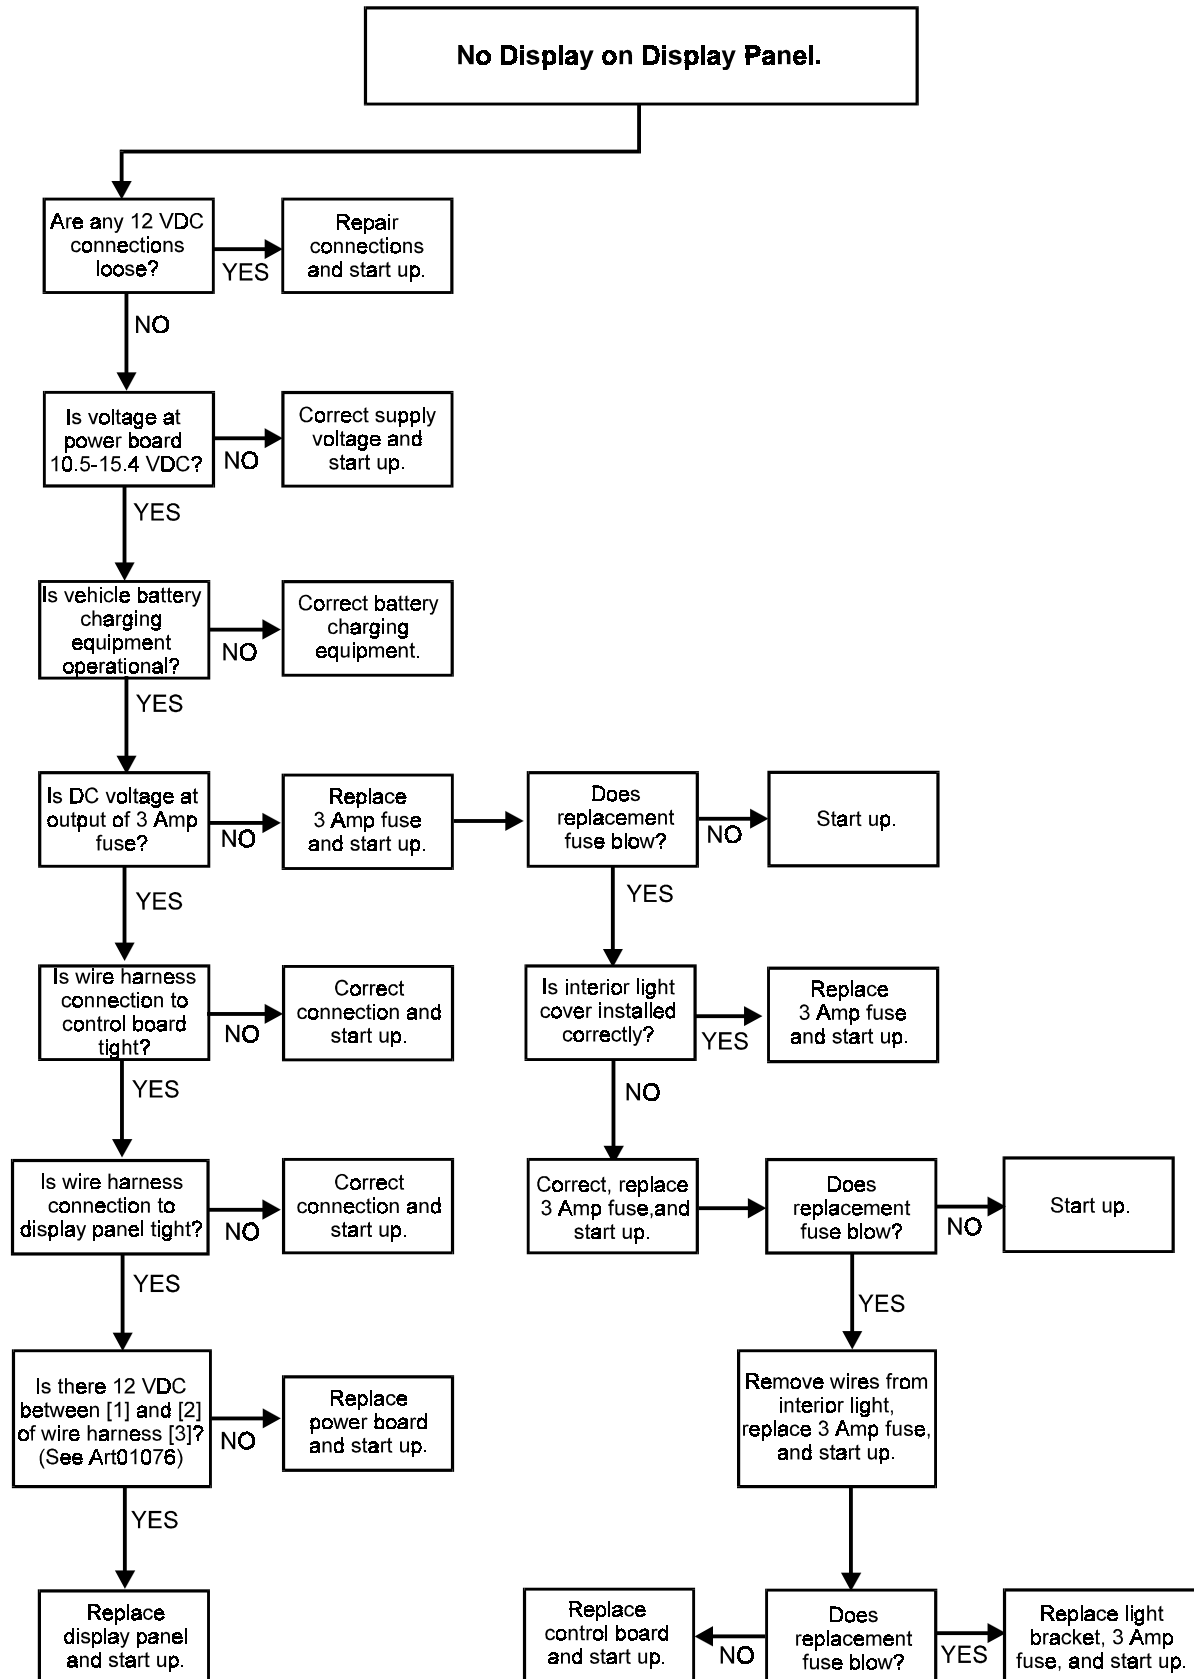 No Display on Display Panel.
Are any 12 VDC
connections
loose?
YES
Repair
connections
and start up.
NO
Is voltage at
power board
10.5-15.4 VDC?
NO
Correct supply
voltage and
start up.
YES
Is vehicle battery
charging
equipment
operational?
NO
Correct battery
charging
equipment.
YES
Is DC voltage at
output of 3 Amp
fuse?
NO
Replace
3 Amp fuse
and start up.
Does
replacement
fuse blow?
NO
Start up.
YES
YES
Is wire harness
connection to
control board
tight?
NO
Correct
connection and
start up.
Is interior light
cover installed
correctly?
YES
Replace
3 Amp fuse
and start up.
YES
NO
Is wire harness
connection to
display panel tight?
NO
Correct
connection and
start up.
Correct, replace
3 Amp fuse,and
start up.
Does
replacement
fuse blow?
NO
Start up.
YES
YES
Is there 12 VDC
between [1] and [2]
of wire harness [3]?
(See Art01076)
NO
Replace
power board
and start up.
Remove wires from
interior light,
replace 3 Amp fuse,
and start up.
YES
Replace
display panel
and start up.
Replace
control board
and start up.
NO
Does
replacement
fuse blow?
YES
Replace light
bracket, 3 Amp
fuse, and start up.